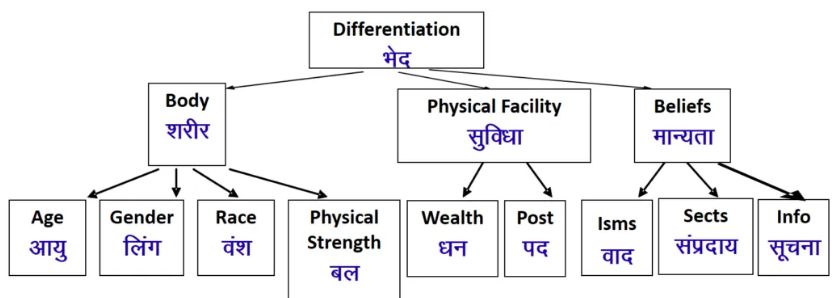 Differentiation
भेद
Body
शरीर
Physical Facility
सुविधा
Beliefs
मान्यता
Age
आयु
Gender
लिंग
Race
वंश
Physical
Strength
बल
Wealth
धन
Post
पद
Isms
वाद
Sects
संप्रदाय
Info
सूचना